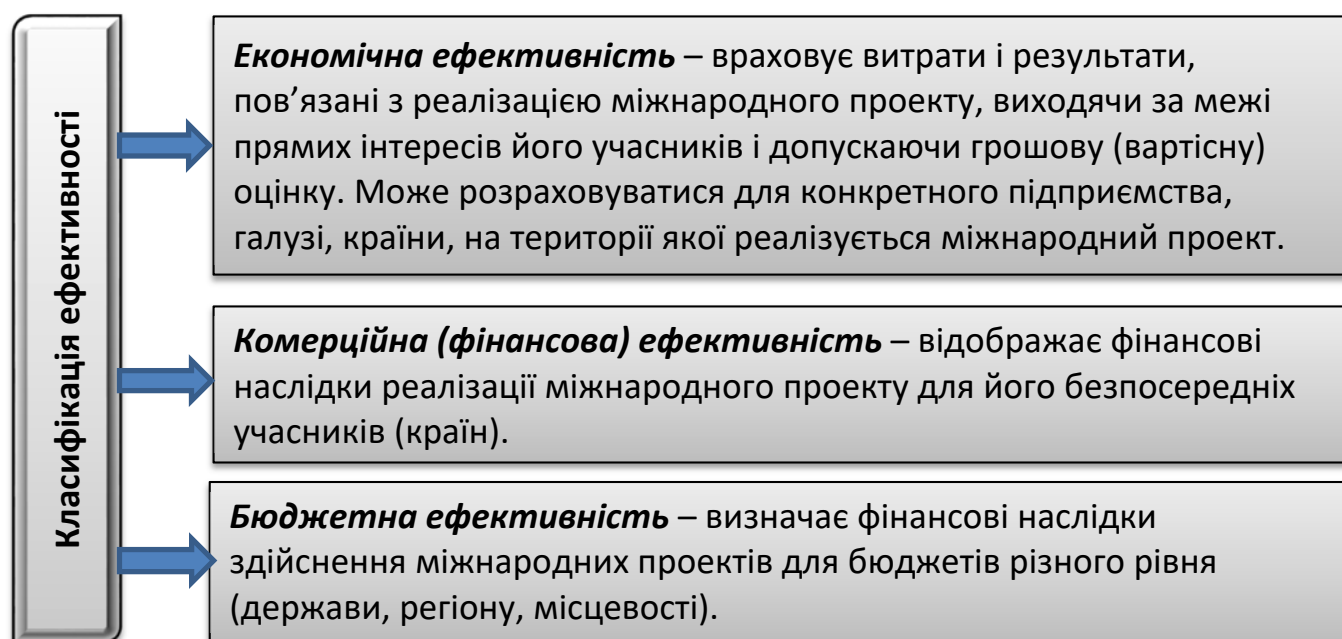 Класифікація ефективності
Економічна ефективність – враховує витрати і результати,
пов’язані з реалізацією міжнародного проекту, виходячи за межі
прямих інтересів його учасників і допускаючи грошову (вартісну)
оцінку. Може розраховуватися для конкретного підприємства,
галузі, країни, на території якої реалізується міжнародний проект.
Комерційна (фінансова) ефективність – відображає фінансові
наслідки реалізації міжнародного проекту для його безпосередніх
учасників (країн).
Бюджетна ефективність – визначає фінансові наслідки
здійснення міжнародних проектів для бюджетів різного рівня
(держави, регіону, місцевості).